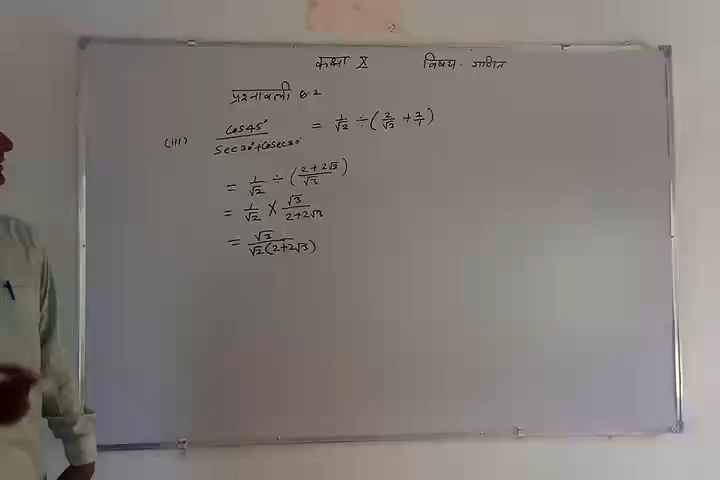 कक्षा X विषय. गणित
प्रश्नावली 8.2
(iii) cos45°/(sec30°+cosec30°) = 1/√2 ÷ (2/√3 + 2/1)
= 1/√2 ÷ ((2+2√3)/√3)
= 1/√2 × √3/(2+2√3)
= √3/(√2(2+2√3))